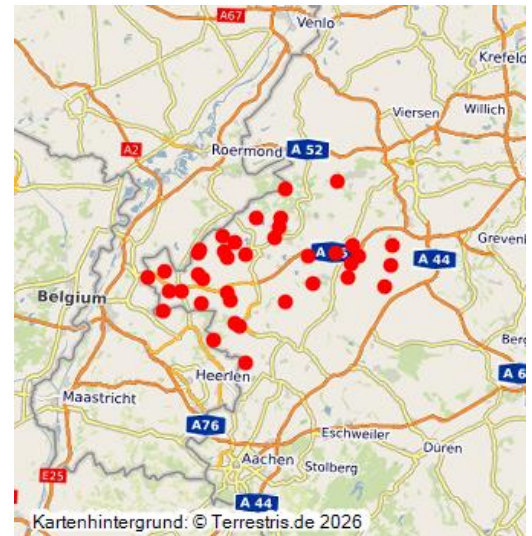 A67
Venlo
Krefeld
Viersen
Willich
A2
Roermond
A 52
Grevenb
A 44
Belgium
Berg
A 6
Heerlen
Maastricht
A 76
Eschweiler
Düren
Aachen
Stolberg
E25
A 44
Kartenhintergrund: © Terrestris.de 2026